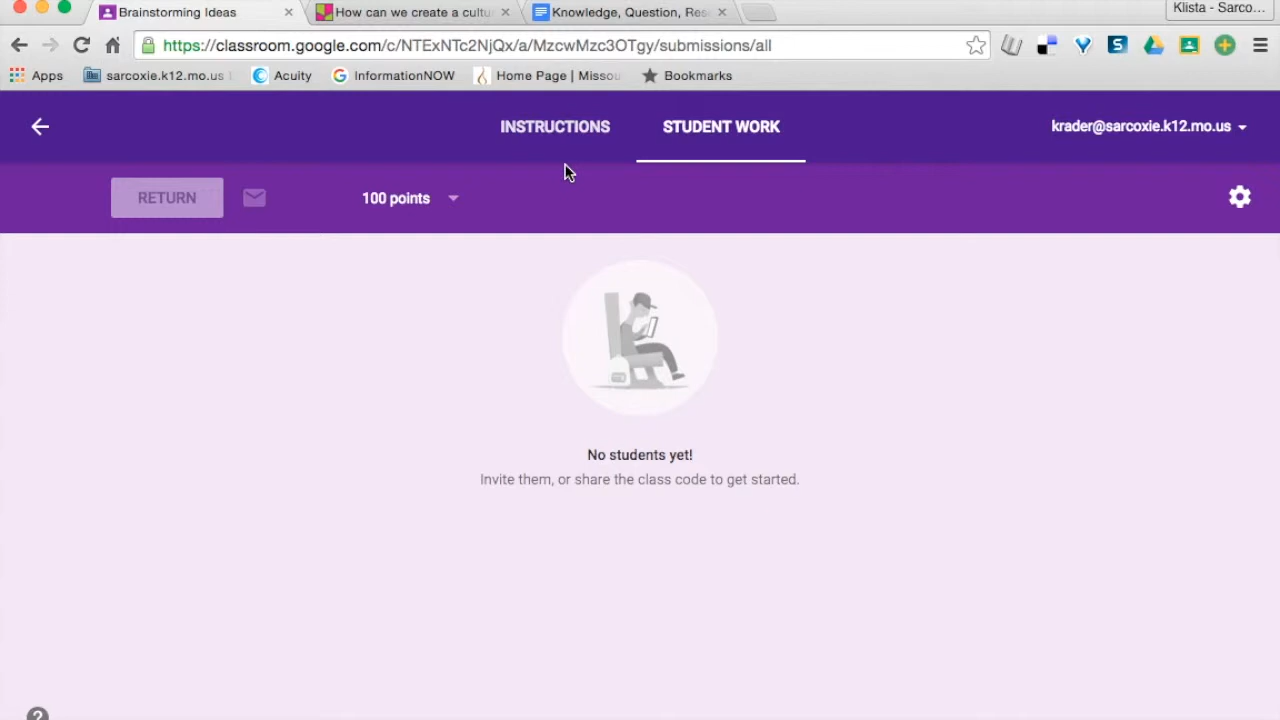 Brainstorming Ideas
How can we create a cultu
Knowledge, Question, Res
Klista - Sarco...
https://classroom.google.com/c/NTExNTc2NjQx/a/MzcwMzc3OTgy/submissions/all
Apps
sarcoxie.k12.mo.us
Acuity
InformationNOW
Home Page | Missou
Bookmarks
INSTRUCTIONS
STUDENT WORK
krader@sarcoxie.k12.mo.us
RETURN
100 points
No students yet!
Invite them, or share the class code to get started.